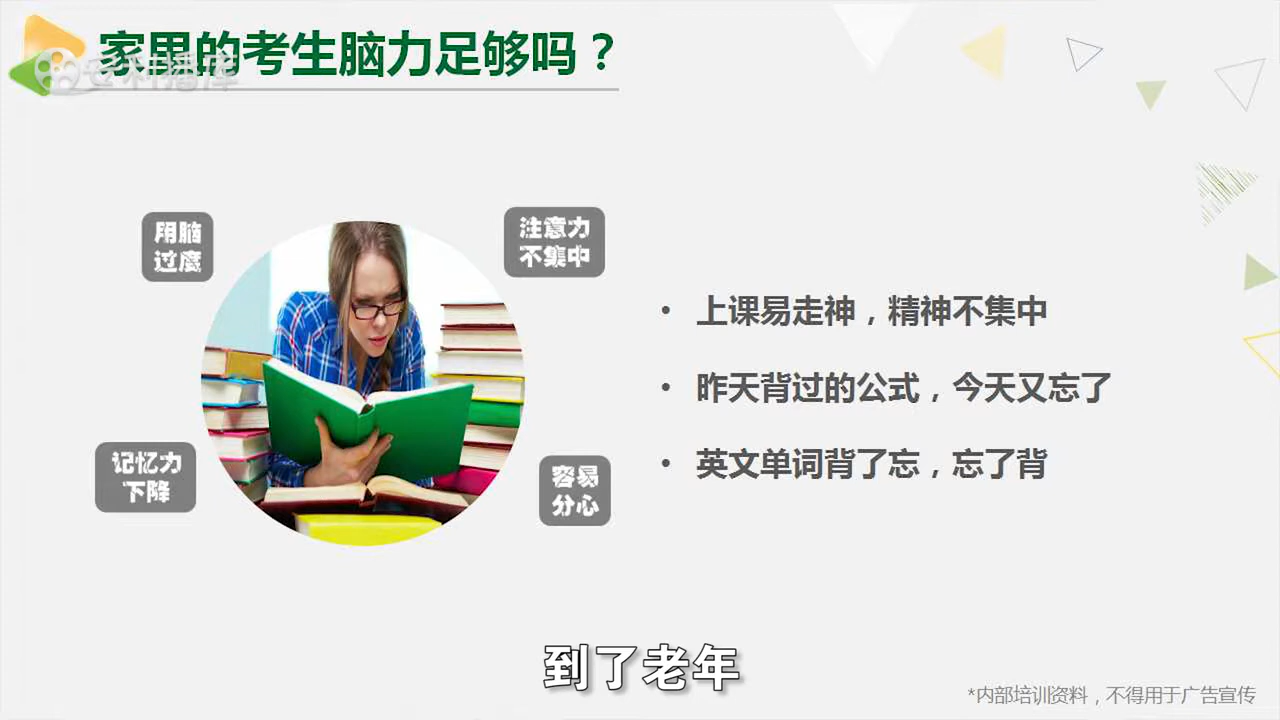 家里的考生脑力足够吗？
用脑
过度
注意力
不集中
记忆力
下降
容易
分心
• 上课易走神，精神不集中
• 昨天背过的公式，今天又忘了
• 英文单词背了忘，忘了背
到了老年
*内部培训资料，不得用于广告宣传